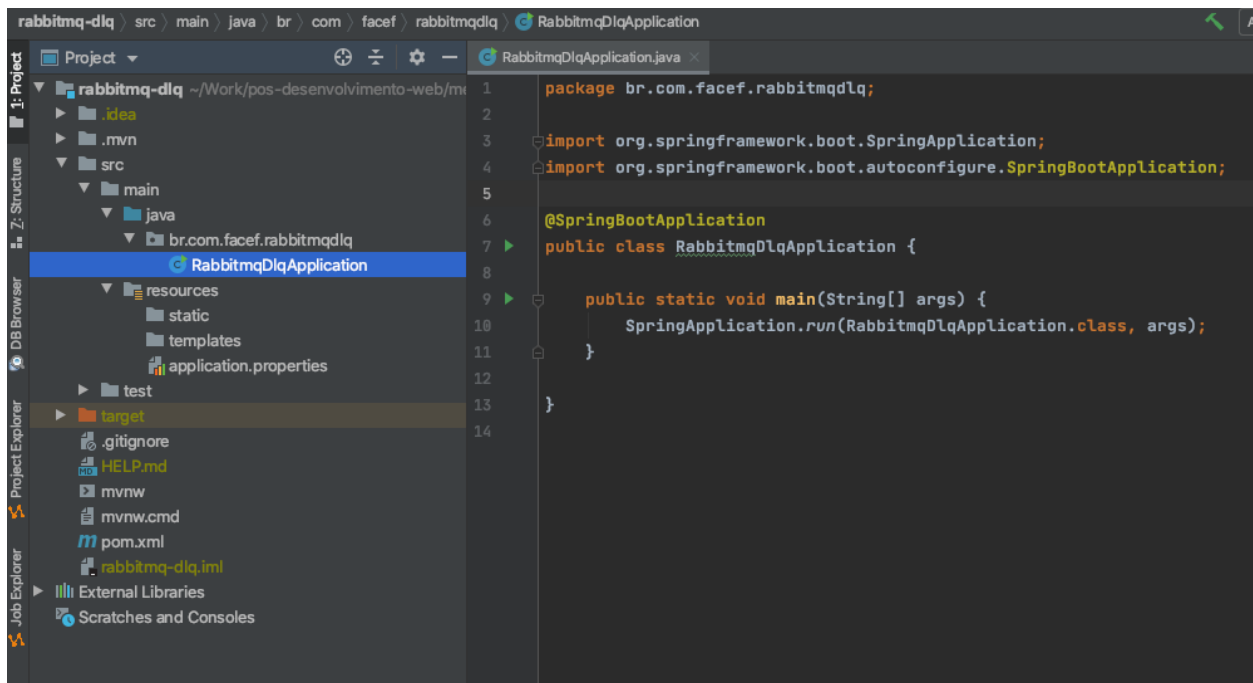 rabbitmq-dlq 〉 src 〉 main 〉 java 〉 br 〉 com 〉 facef 〉 rabbitmqdlq 〉 RabbitmqDlqApplication
1: Project
Z: Structure
DB Browser
Project Explorer
Job Explorer
Project
rabbitmq-dlq ~/Work/pos-desenvolvimento-web/me
.idea
.mvn
src
main
java
br.com.facef.rabbitmqdlq
RabbitmqDlqApplication
resources
static
templates
application.properties
test
target
.gitignore
HELP.md
mvnw
mvnw.cmd
pom.xml
rabbitmq-dlq.iml
External Libraries
Scratches and Consoles
RabbitmqDlqApplication.java
1 package br.com.facef.rabbitmqdlq;
2
3 import org.springframework.boot.SpringApplication;
4 import org.springframework.boot.autoconfigure.SpringBootApplication;
5
6 @SpringBootApplication
7 public class RabbitmqDlqApplication {
8
9 public static void main(String[] args) {
10 SpringApplication.run(RabbitmqDlqApplication.class, args);
11 }
12
13 }
14